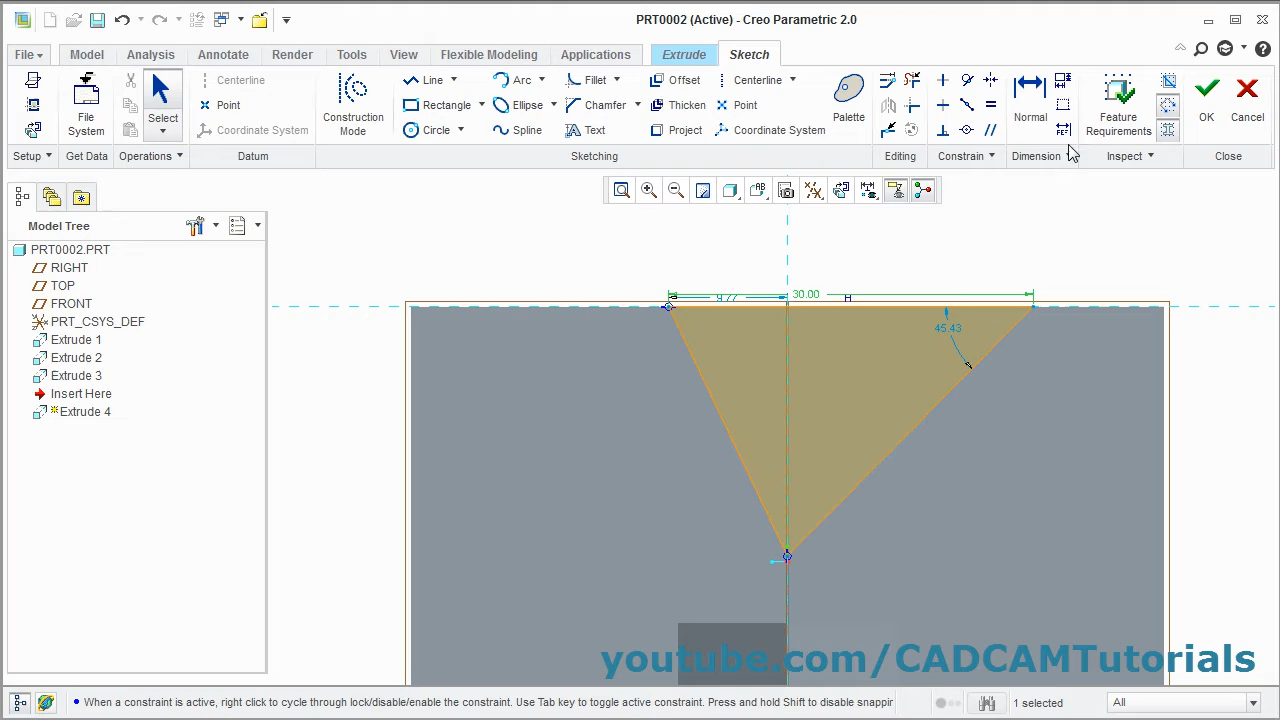 PRT0002 (Active) - Creo Parametric 2.0
File Model Analysis Annotate Render Tools View Flexible Modeling Applications Extrude Sketch
Centerline Line Arc Fillet Offset Centerline
Point Rectangle Ellipse Chamfer Thicken Point
Coordinate System Circle Spline Text Project Coordinate System
File System
Select
Construction Mode
Palette
Normal
Feature Requirements
OK
Cancel
Setup Get Data Operations Datum Sketching Editing Constrain Dimension Inspect Close
Model Tree
PRT0002.PRT
RIGHT
TOP
FRONT
PRT_CSYS_DEF
Extrude 1
Extrude 2
Extrude 3
Insert Here
Extrude 4
9.77
30.00
H
45.43
youtube.com/CADCAMTutorials
When a constraint is active, right click to cycle through lock/disable/enable the constraint. Use Tab key to toggle active constraint. Press and hold Shift to disable snappin
1 selected
All